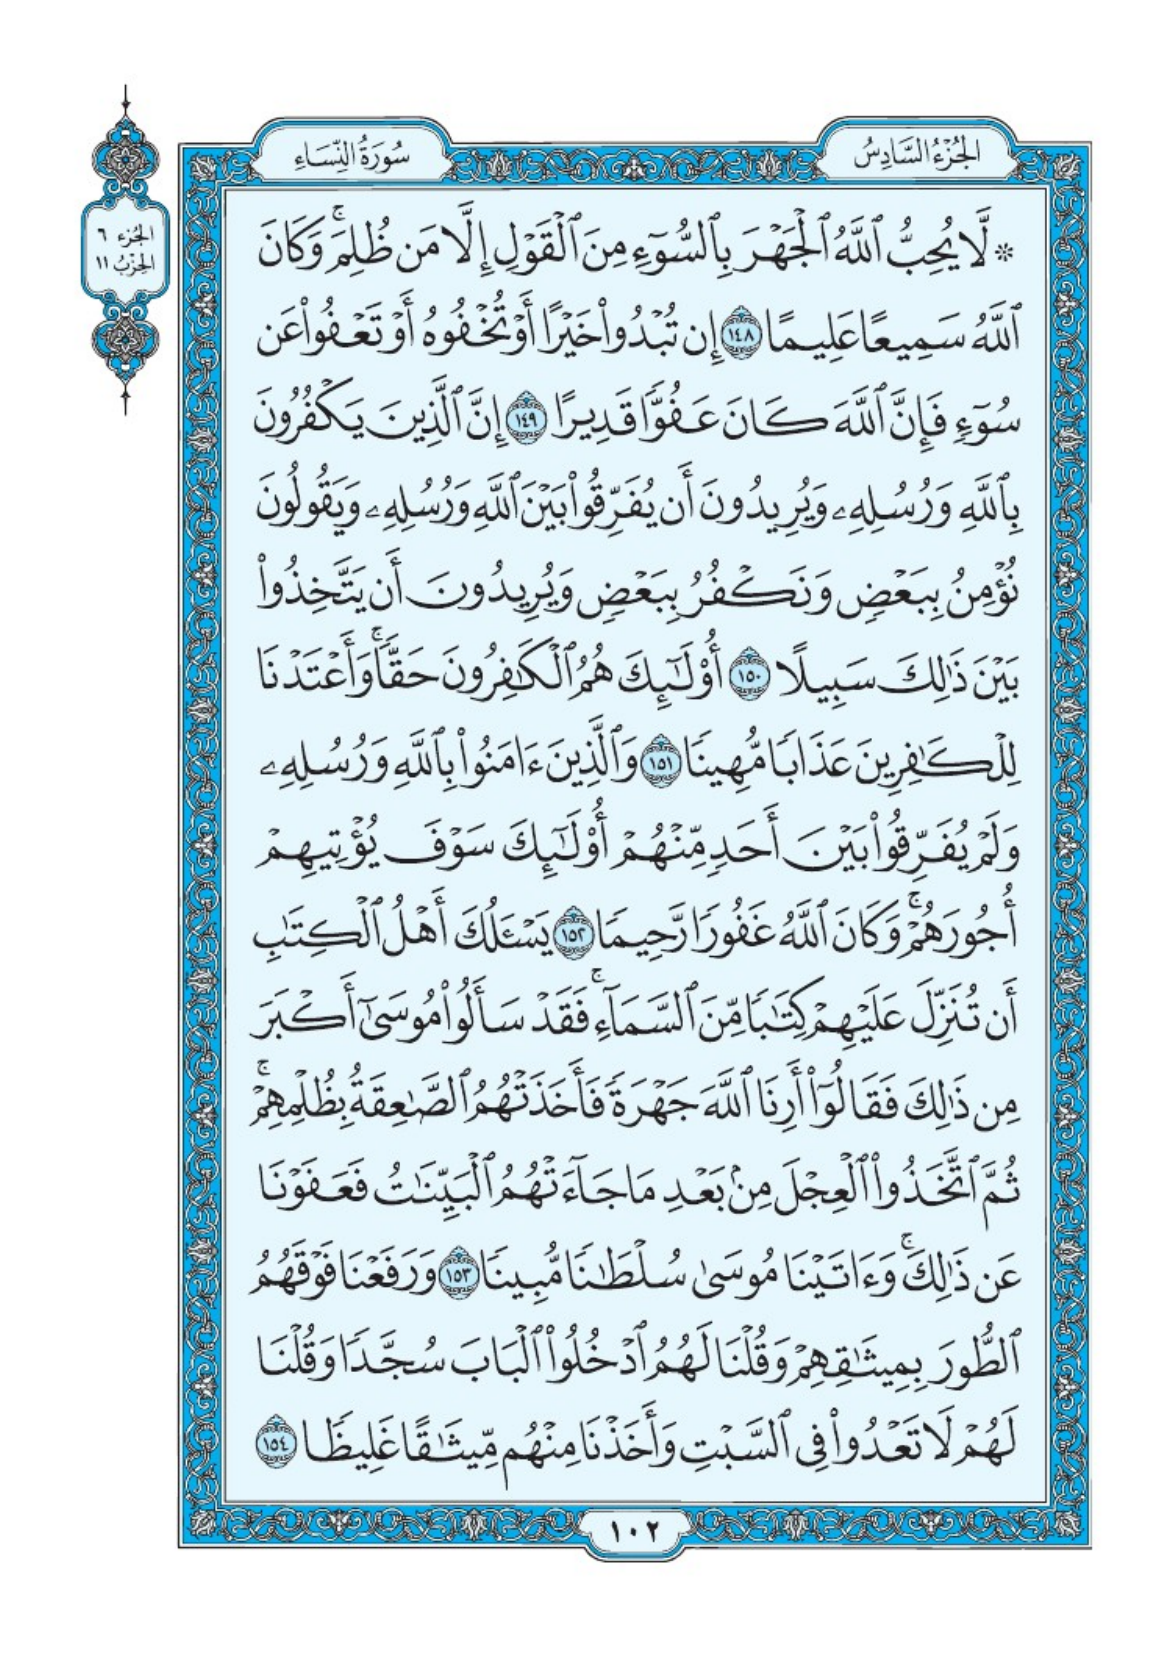 الجُزْءُ السَّادِسُ
سُورَةُ النِّسَاءِ
الجُزء ٦
الحِزْبُ ١١
۞ لَّا يُحِبُّ ٱللَّهُ ٱلْجَهْرَ بِٱلسُّوٓءِ مِنَ ٱلْقَوْلِ إِلَّا مَن ظُلِمَۚ وَكَانَ
ٱللَّهُ سَمِيعًا عَلِيمًا ١٤٨ إِن تُبْدُوا۟ خَيْرًا أَوْ تُخْفُوهُ أَوْ تَعْفُوا۟ عَن
سُوٓءٍ فَإِنَّ ٱللَّهَ كَانَ عَفُوًّا قَدِيرًا ١٤٩ إِنَّ ٱلَّذِينَ يَكْفُرُونَ
بِٱللَّهِ وَرُسُلِهِۦ وَيُرِيدُونَ أَن يُفَرِّقُوا۟ بَيْنَ ٱللَّهِ وَرُسُلِهِۦ وَيَقُولُونَ
نُؤْمِنُ بِبَعْضٍ وَنَكْفُرُ بِبَعْضٍ وَيُرِيدُونَ أَن يَتَّخِذُوا۟
بَيْنَ ذَٰلِكَ سَبِيلًا ١٥٠ أُو۟لَـٰٓئِكَ هُمُ ٱلْكَـٰفِرُونَ حَقًّاۚ وَأَعْتَدْنَا
لِلْكَـٰفِرِينَ عَذَابًا مُّهِينًا ١٥١ وَٱلَّذِينَ ءَامَنُوا۟ بِٱللَّهِ وَرُسُلِهِۦ
وَلَمْ يُفَرِّقُوا۟ بَيْنَ أَحَدٍ مِّنْهُمْ أُو۟لَـٰٓئِكَ سَوْفَ يُؤْتِيهِمْ
أُجُورَهُمْۚ وَكَانَ ٱللَّهُ غَفُورًا رَّحِيمًا ١٥٢ يَسْـَٔلُكَ أَهْلُ ٱلْكِتَـٰبِ
أَن تُنَزِّلَ عَلَيْهِمْ كِتَـٰبًا مِّنَ ٱلسَّمَآءِۚ فَقَدْ سَأَلُوا۟ مُوسَىٰٓ أَكْبَرَ
مِن ذَٰلِكَ فَقَالُوٓا۟ أَرِنَا ٱللَّهَ جَهْرَةً فَأَخَذَتْهُمُ ٱلصَّـٰعِقَةُ بِظُلْمِهِمْۚ
ثُمَّ ٱتَّخَذُوا۟ ٱلْعِجْلَ مِنۢ بَعْدِ مَا جَآءَتْهُمُ ٱلْبَيِّنَـٰتُ فَعَفَوْنَا
عَن ذَٰلِكَۚ وَءَاتَيْنَا مُوسَىٰ سُلْطَـٰنًا مُّبِينًا ١٥٣ وَرَفَعْنَا فَوْقَهُمُ
ٱلطُّورَ بِمِيثَـٰقِهِمْ وَقُلْنَا لَهُمُ ٱدْخُلُوا۟ ٱلْبَابَ سُجَّدًا وَقُلْنَا
لَهُمْ لَا تَعْدُوا۟ فِى ٱلسَّبْتِ وَأَخَذْنَا مِنْهُم مِّيثَـٰقًا غَلِيظًا ١٥٤
١٠٢